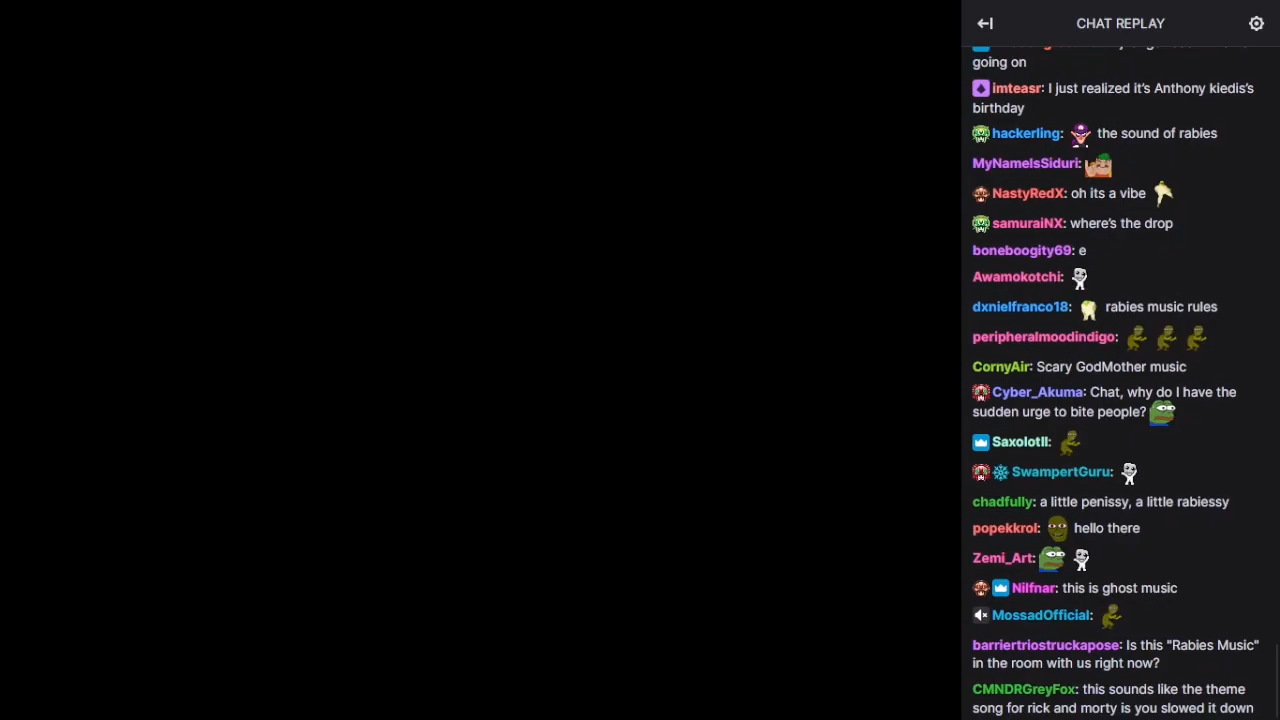 CHAT REPLAY
going on
imteasr: I just realized it's Anthony kiedis's
birthday
hackerling: the sound of rabies
MyNameIsSiduri:
NastyRedX: oh its a vibe
samuraiNX: where's the drop
boneboogity69: e
Awamokotchi:
dxnielfranco18: rabies music rules
peripheralmoodindigo:
CornyAir: Scary GodMother music
Cyber_Akuma: Chat, why do I have the
sudden urge to bite people?
SaxolotII:
SwampertGuru:
chadfully: a little penissy, a little rabiessy
popekkrol: hello there
Zemi_Art:
Nilfnar: this is ghost music
MossadOfficial:
barriertriostruckapose: Is this "Rabies Music"
in the room with us right now?
CMNDRGreyFox: this sounds like the theme
song for rick and morty is you slowed it down